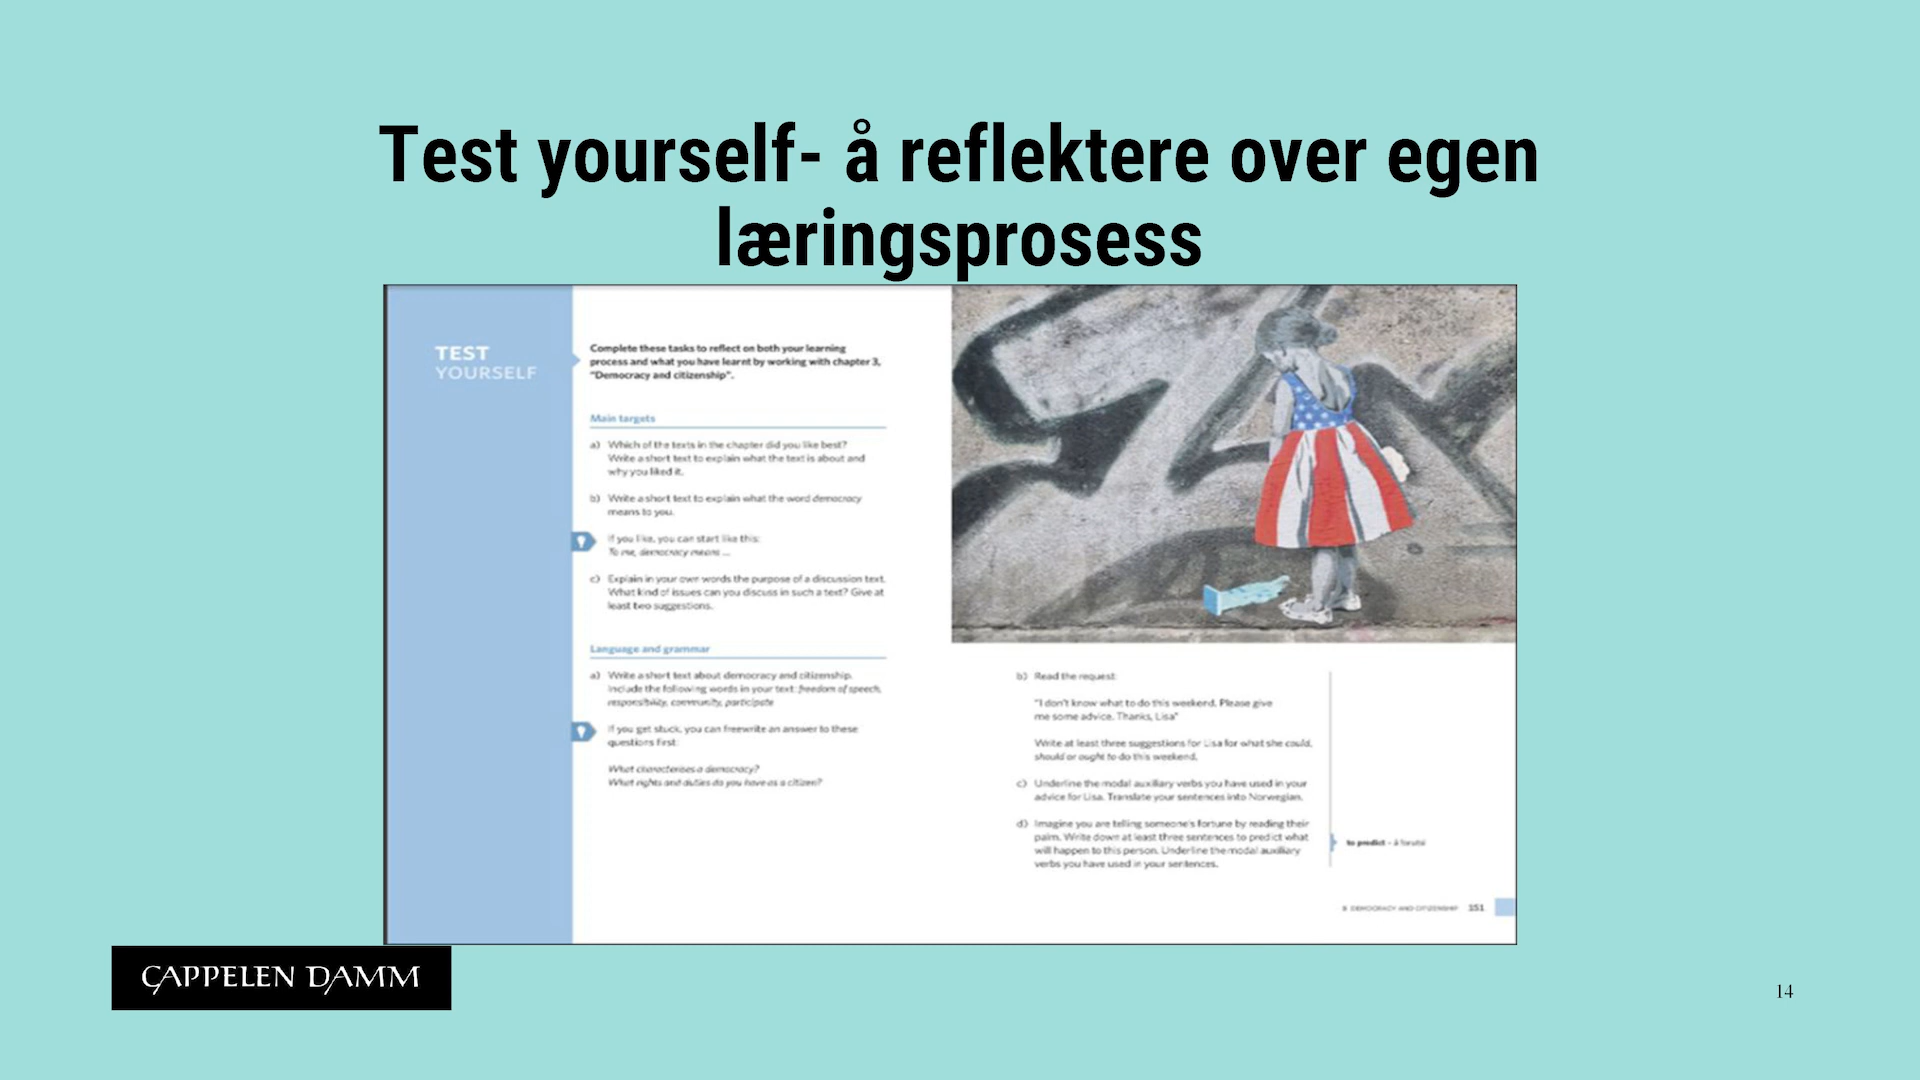 Test yourself- å reflektere over egen
læringsprosess
TEST
YOURSELF
Complete these tasks to reflect on both your learning
process and what you have learnt by working with chapter 3,
"Democracy and citizenship".
Main targets
a) Which of the texts in the chapter did you like best?
Write a short text to explain what the text is about and
why you liked it.
b) Write a short text to explain what the word democracy
means to you.
If you like, you can start like this:
To me, democracy means ...
c) Explain in your own words the purpose of a discussion text.
What kind of issues can you discuss in such a text? Give at
least two suggestions.
Language and grammar
a) Write a short text about democracy and citizenship.
Include the following words in your text: freedom of speech,
responsibility, community, participate
If you get stuck, you can freewrite an answer to these
questions first:
What characterises a democracy?
What rights and duties do you have as a citizen?
b) Read the request:
"I don't know what to do this weekend. Please give
me some advice. Thanks, Lisa"
Write at least three suggestions for Lisa for what she could,
should or ought to do this weekend.
c) Underline the modal auxiliary verbs you have used in your
advice for Lisa. Translate your sentences into Norwegian.
d) Imagine you are telling someone's fortune by reading their
palm. Write down at least three sentences to predict what
will happen to this person. Underline the modal auxiliary
verbs you have used in your sentences.
to predict – å forutsi
3 DEMOCRACY AND CITIZENSHIP 151
CAPPELEN DAMM
14